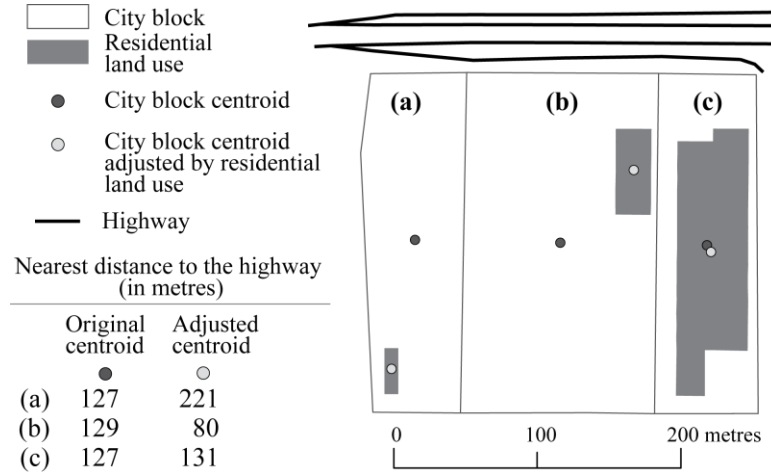 City block
Residential
land use
City block centroid
City block centroid
adjusted by residential
land use
Highway
Nearest distance to the highway
(in metres)
Original Adjusted
centroid centroid
(a) 127 221
(b) 129 80
(c) 127 131
(a) (b) (c)
0 100 200 metres